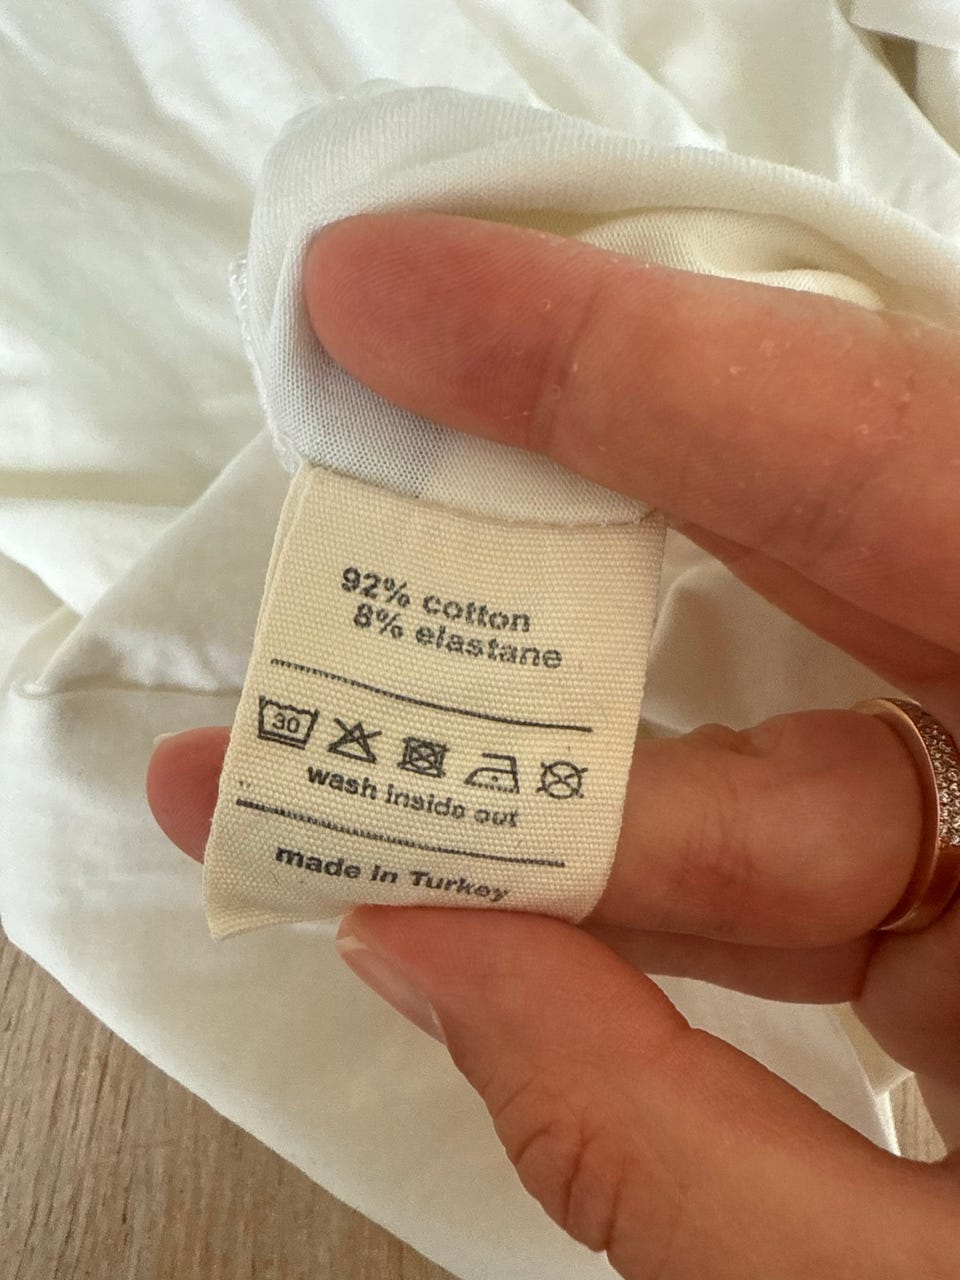 92% cotton
8% elastane
30
wash inside out
made in Turkey